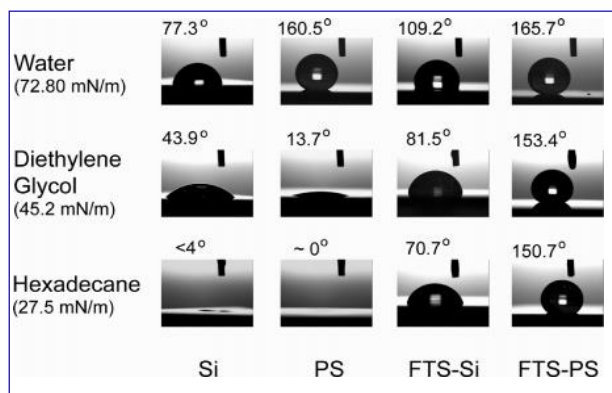 77.3° 160.5° 109.2° 165.7°
Water
(72.80 mN/m)
43.9° 13.7° 81.5° 153.4°
Diethylene
Glycol
(45.2 mN/m)
<4° ~ 0° 70.7° 150.7°
Hexadecane
(27.5 mN/m)
Si PS FTS-Si FTS-PS